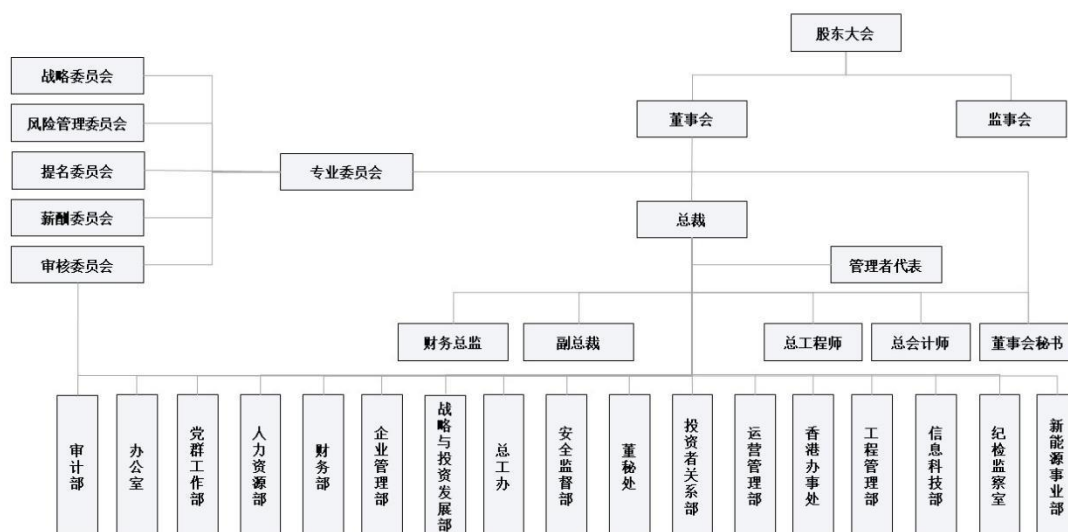 股东大会
战略委员会
董事会
监事会
风险管理委员会
提名委员会
专业委员会
薪酬委员会
总裁
审核委员会
管理者代表
财务总监
副总裁
总工程师
总会计师
董事会秘书
审计部
办公室
党群工作部
人力资源部
财务部
企业管理部
战略与投资发展部
总工办
安全监督部
董秘处
投资者关系部
运营管理部
香港办事处
工程管理部
信息科技部
纪检监察室
新能源事业部